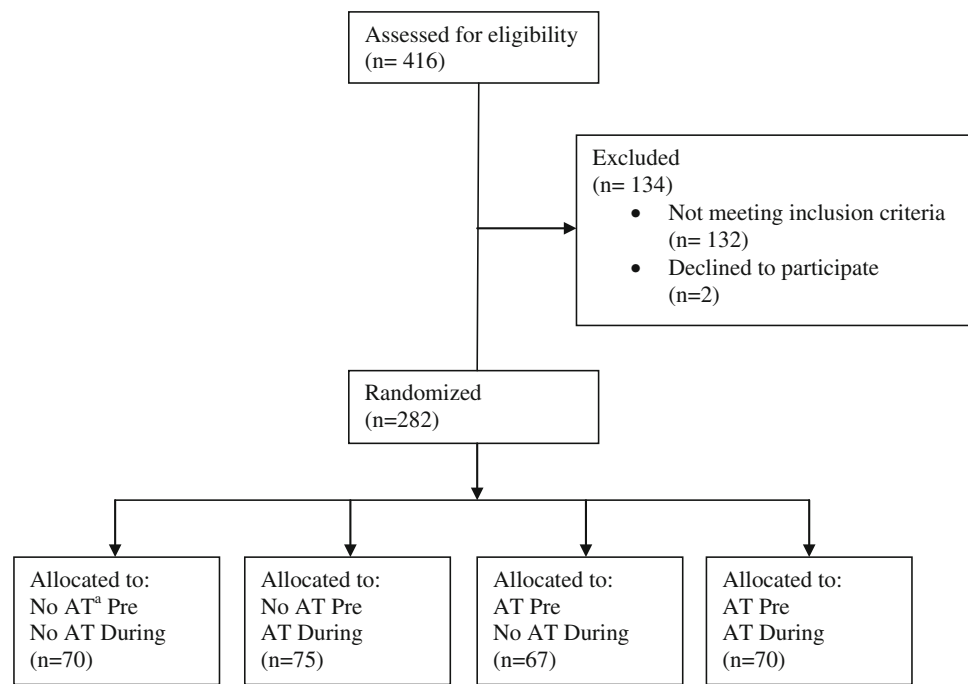 Assessed for eligibility
(n= 416)
Excluded
(n= 134)
• Not meeting inclusion criteria
(n= 132)
• Declined to participate
(n=2)
Randomized
(n=282)
Allocated to:
No ATª Pre
No AT During
(n=70)
Allocated to:
No AT Pre
AT During
(n=75)
Allocated to:
AT Pre
No AT During
(n=67)
Allocated to:
AT Pre
AT During
(n=70)